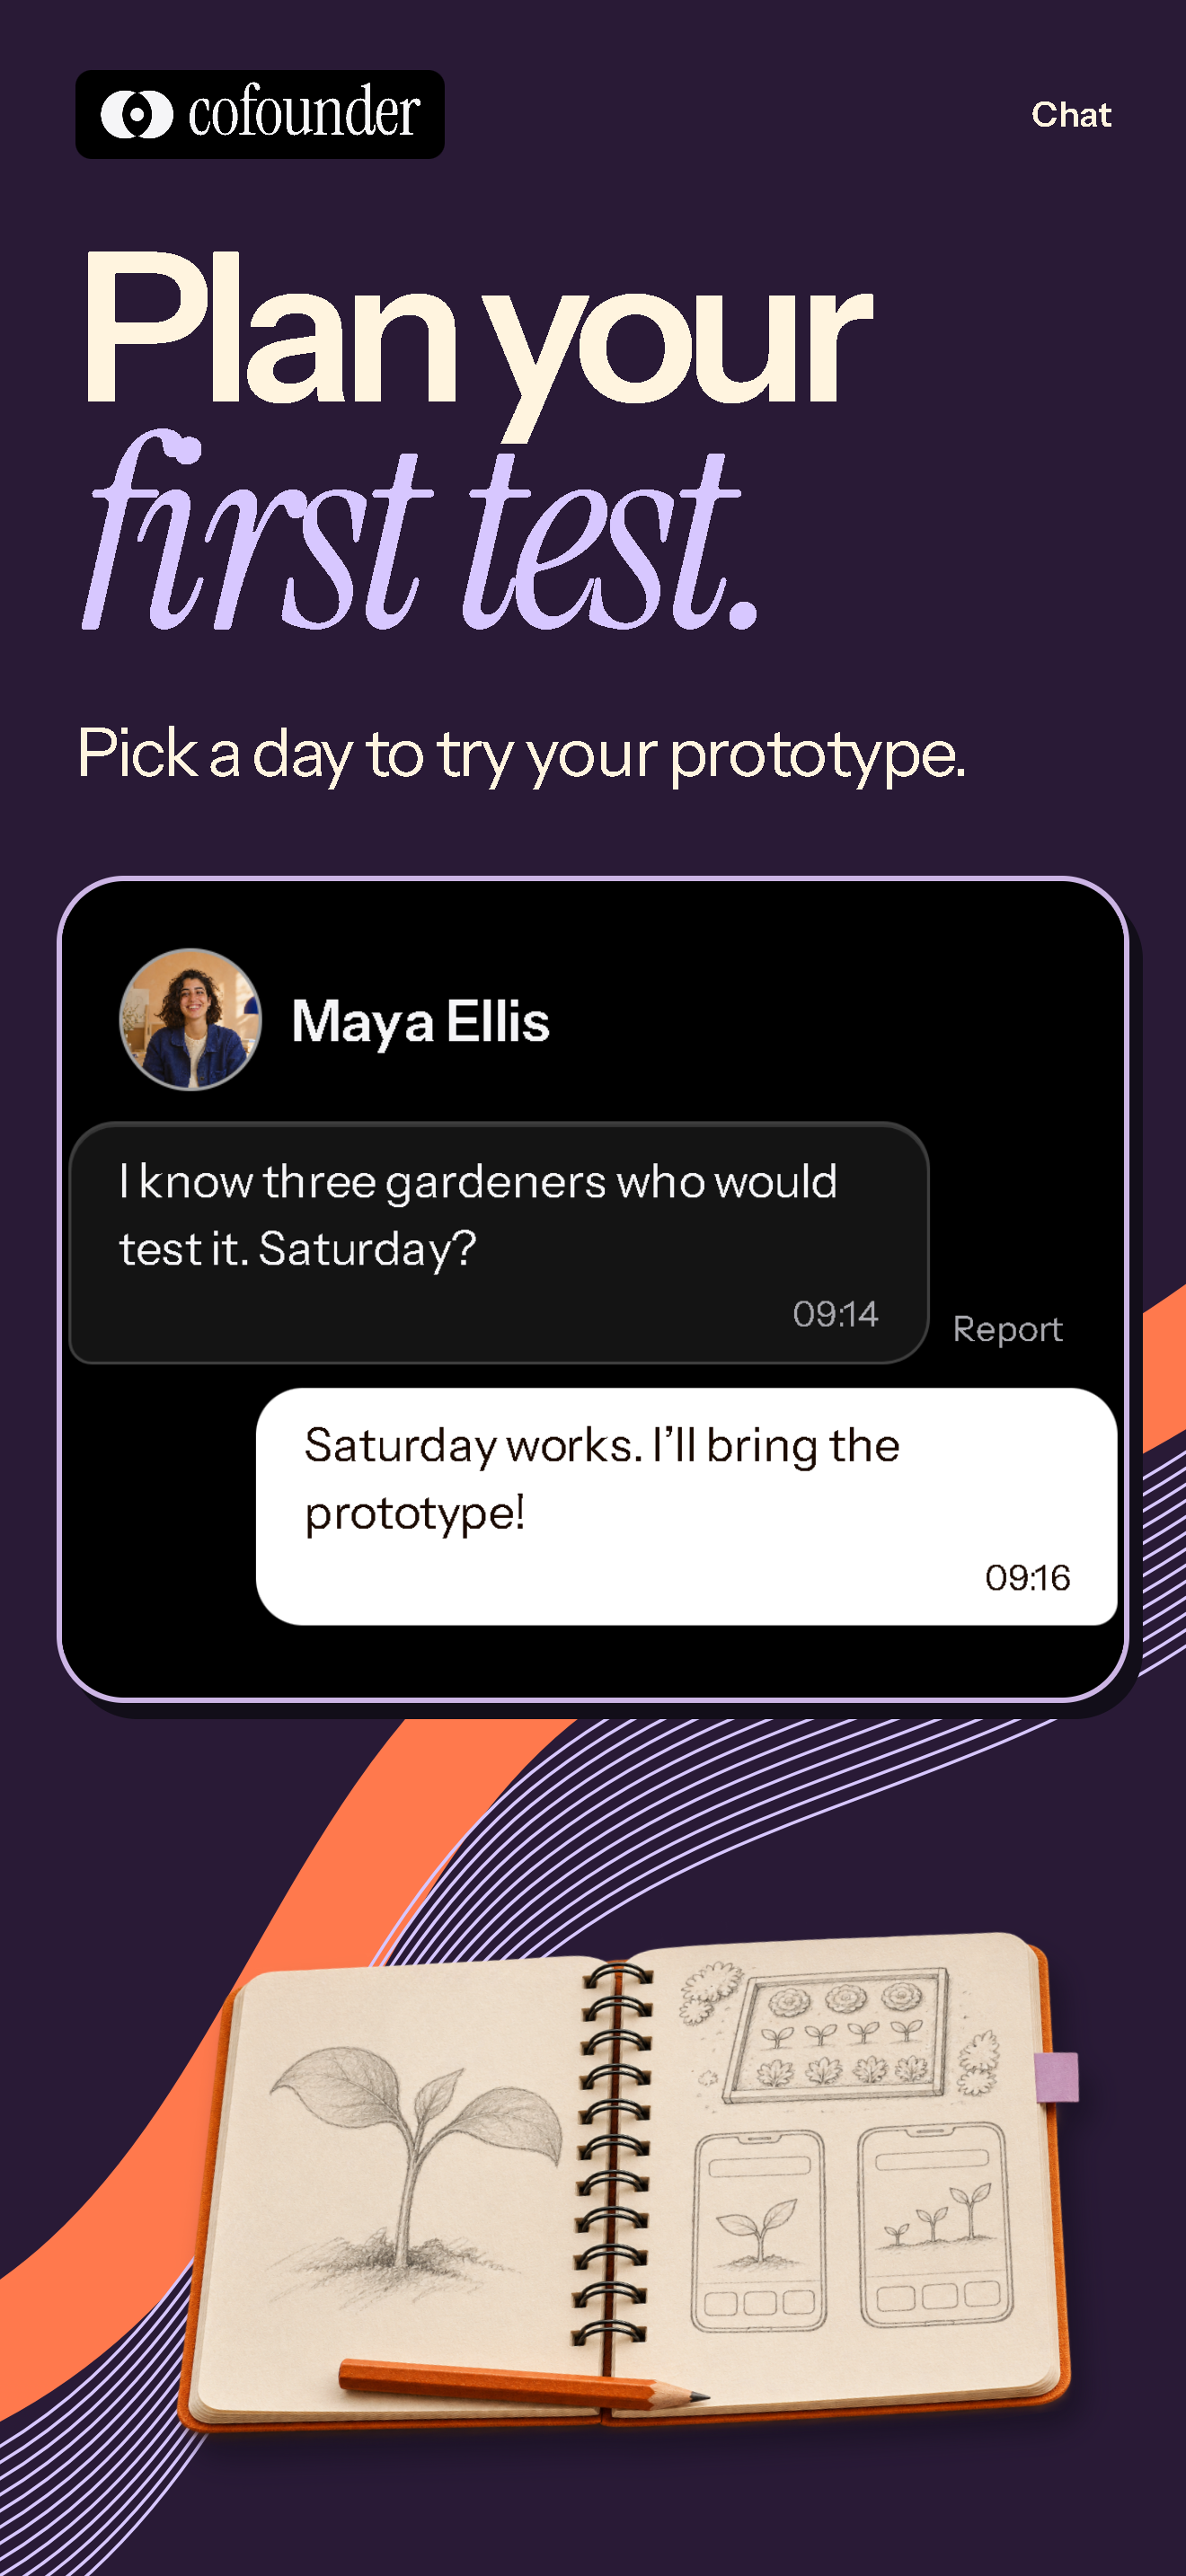 cofounder
Chat
Plan your
first test.
Pick a day to try your prototype.
Maya Ellis
I know three gardeners who would
test it. Saturday?
09:14
Report
Saturday works. I’ll bring the
prototype!
09:16